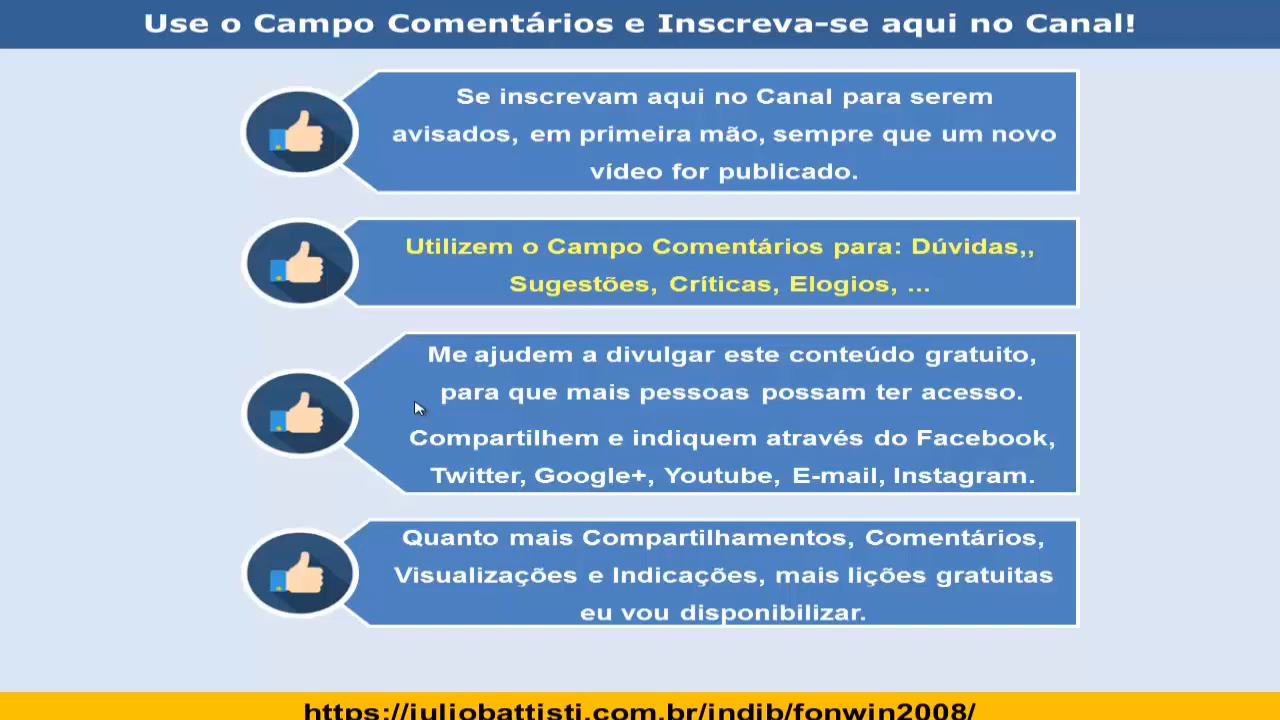 Use o Campo Comentários e Inscreva-se aqui no Canal!
Se inscrevam aqui no Canal para serem
avisados, em primeira mão, sempre que um novo
vídeo for publicado.
Utilizem o Campo Comentários para: Dúvidas,,
Sugestões, Críticas, Elogios, ...
Me ajudem a divulgar este conteúdo gratuito,
para que mais pessoas possam ter acesso.
Compartilhem e indiquem através do Facebook,
Twitter, Google+, Youtube, E-mail, Instagram.
Quanto mais Compartilhamentos, Comentários,
Visualizações e Indicações, mais lições gratuitas
eu vou disponibilizar.
https://juliobattisti.com.br/indib/fonwin2008/